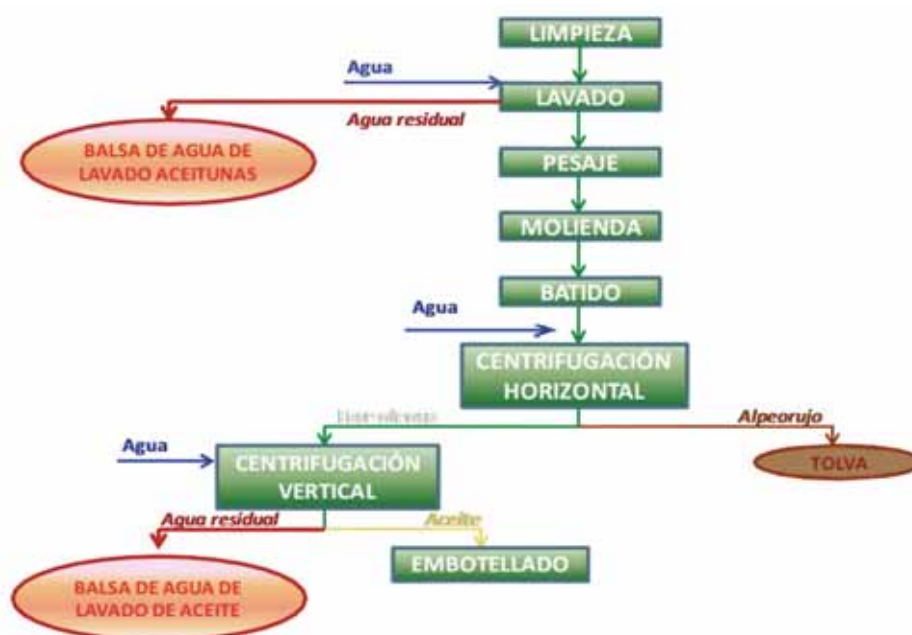 LIMPIEZA
Agua
LAVADO
Agua residual
BALSA DE AGUA DE
LAVADO ACEITUNAS
PESAJE
MOLIENDA
BATIDO
Agua
CENTRIFUGACIÓN
HORIZONTAL
Alpeorujo
TOLVA
Agua
CENTRIFUGACIÓN
VERTICAL
Agua residual
Aceite
EMBOTELLADO
BALSA DE AGUA DE
LAVADO DE ACEITE